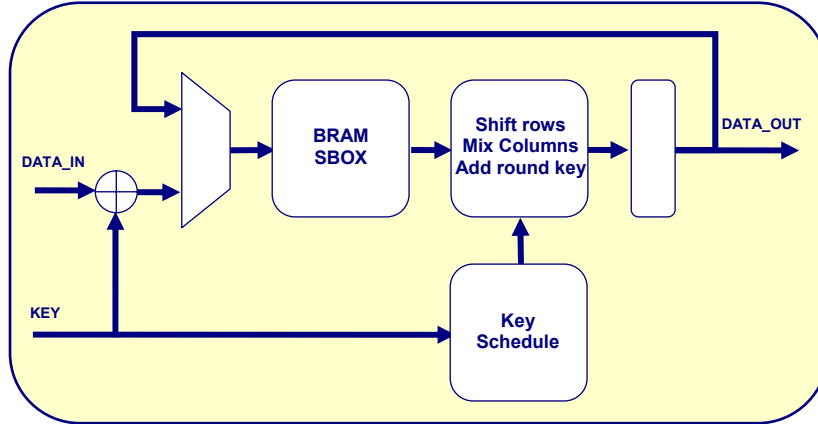 BRAM
SBOX
Shift rows
Mix Columns
Add round key
DATA_OUT
DATA_IN
KEY
Key
Schedule